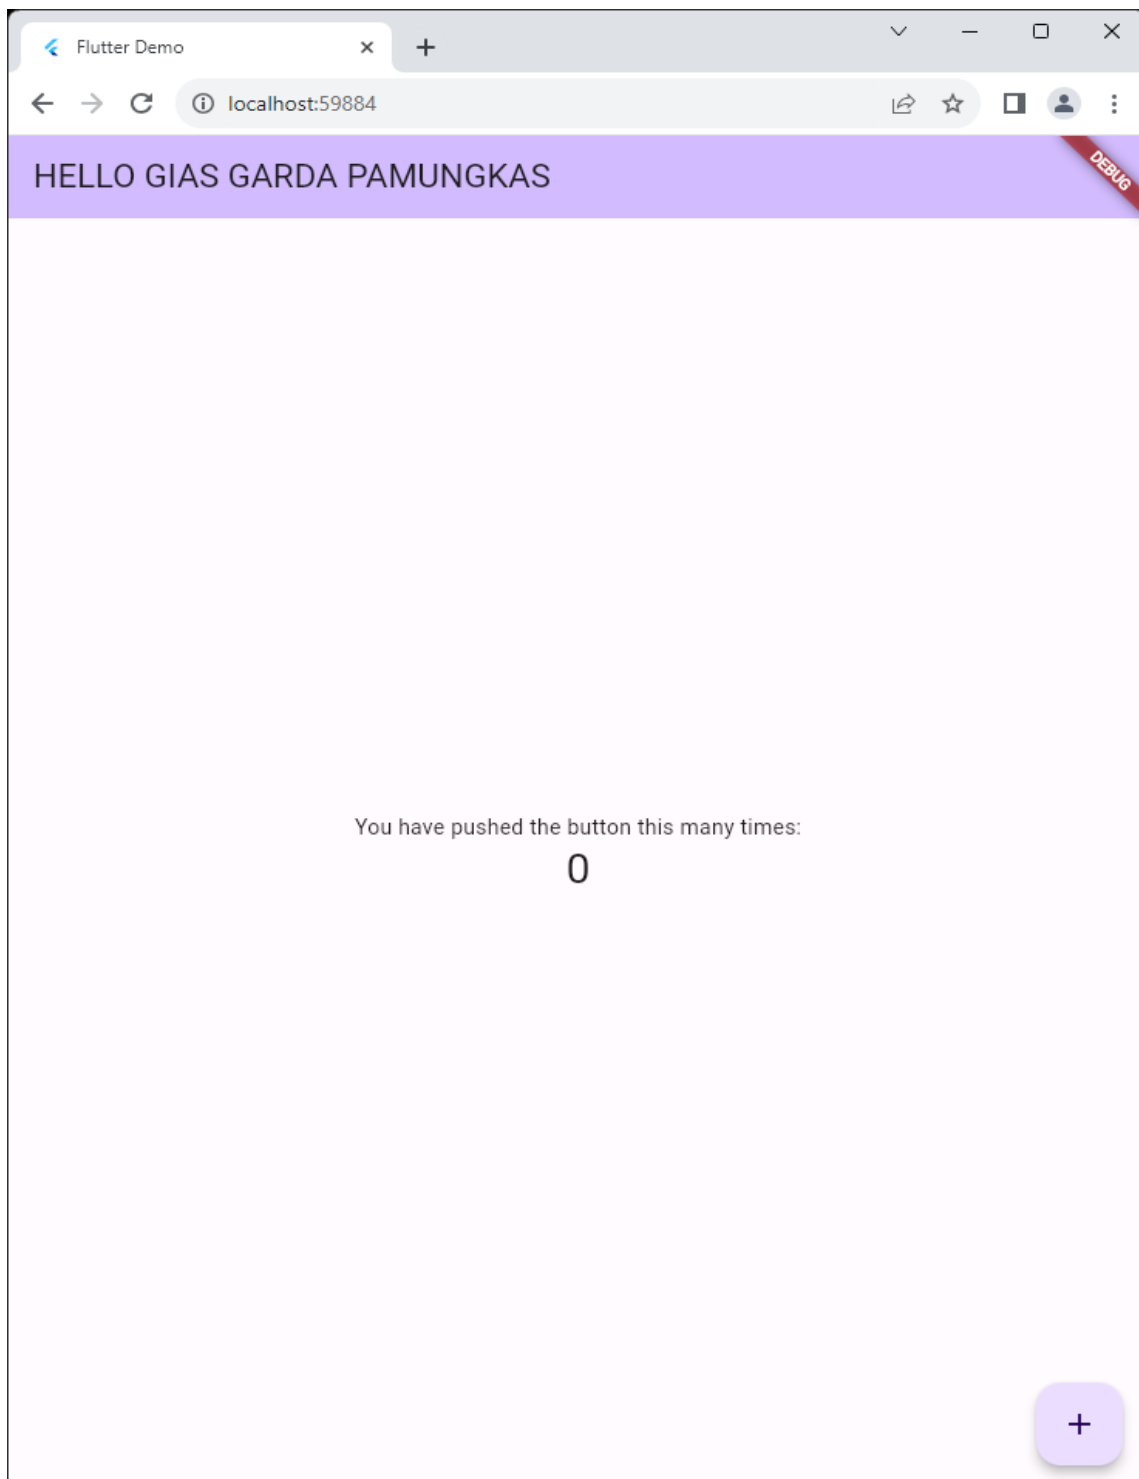 Flutter Demo
localhost:59884
HELLO GIAS GARDA PAMUNGKAS
DEBUG
You have pushed the button this many times:
0